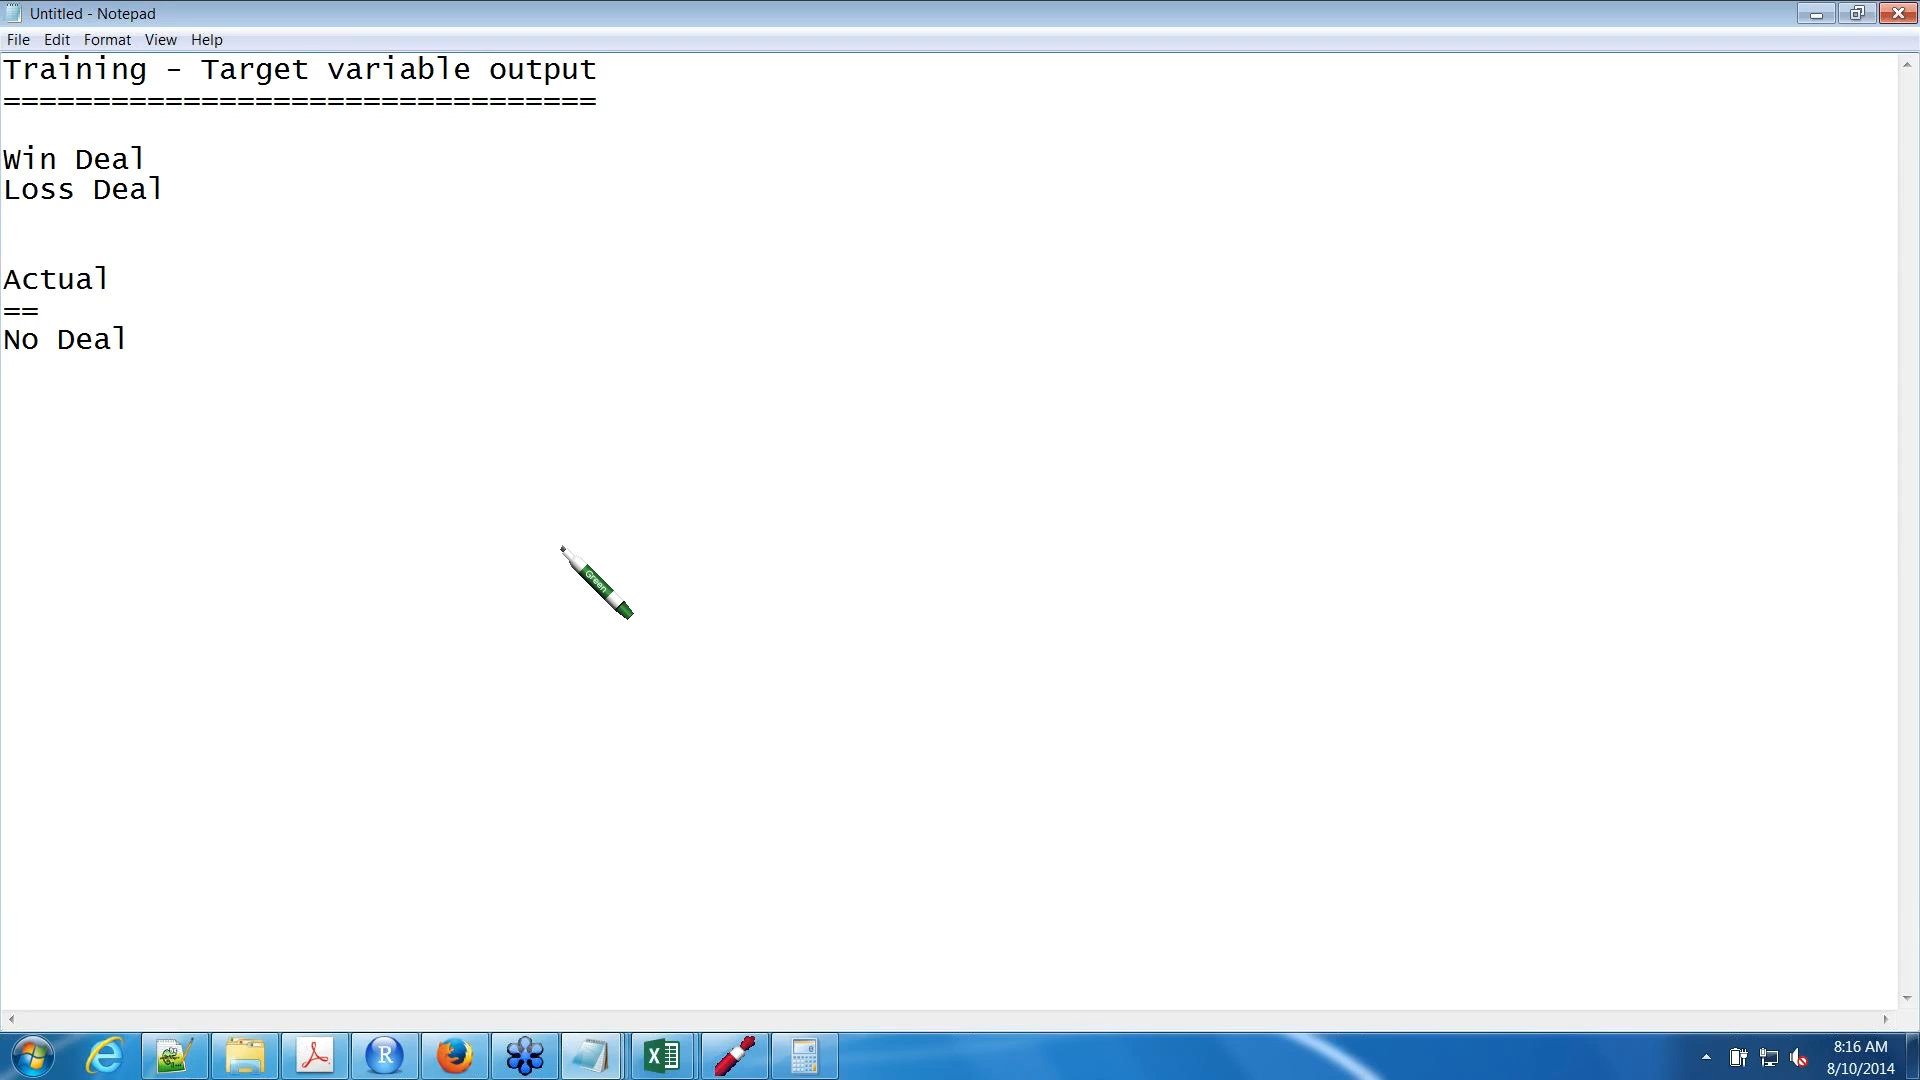 Untitled - Notepad
File Edit Format View Help
Training - Target variable output
=================================
Win Deal
Loss Deal
Actual
==
No Deal
Green
8:16 AM
8/10/2014